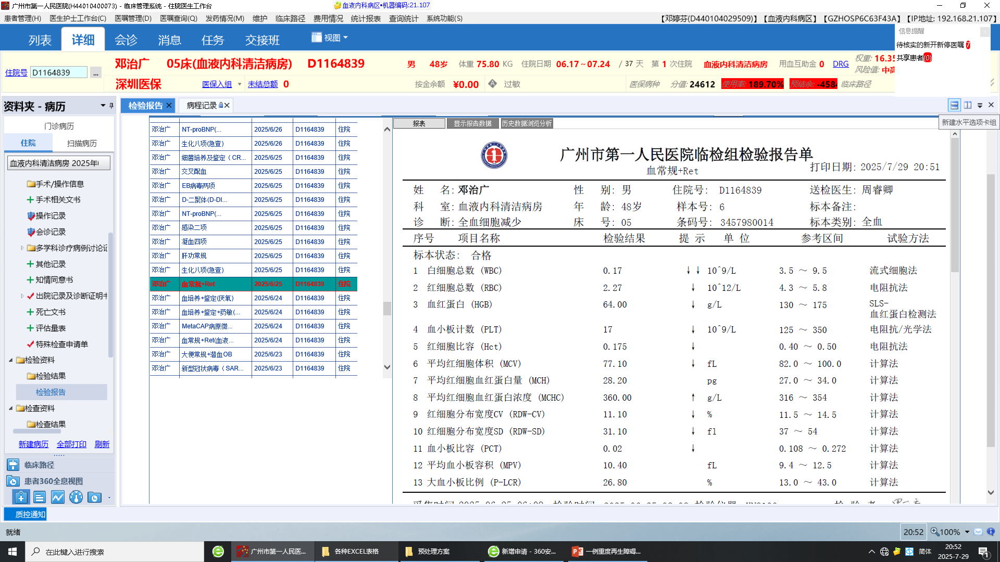 广州市第一人民医院(H44010400073) - 临床管理系统 - 住院医生工作台
血液内科病区•机器编码:21.107
患者管理(H) 医生护士工作台(C) 医嘱管理(D) 医嘱查询(Q) 发药情况(M) 维护 临床路径 费用情况 统计报表 查询统计 系统功能(S)
【邓婷芬(D440104029509)】【血液内科病区】【GZHOSP6C63F43A】【IP地址: 192.168.21.107】
列表 详细 会诊 消息 任务 交接班 视图
信息提醒
待核实的新开新停医嘱 7
共享患者(0)
住院号 D1164839 ...
邓治广 05床(血液内科清洁病房) D1164839 男 48岁 体重 75.80 KG 住院日期 06.17～07.24 / 37 天 第 1 次住院 血液内科清洁病房 用血互助金 0 DRG
权重: 16.35
风险值: 中高
深圳医保 医保入组 未结总额 0 按金余额 ¥0.00 过敏 医保病种 分值: 24612 使用率: 189.70% 预结余: -4584 临床路径
资料夹 - 病历
门诊病历
住院 扫描病历
血液内科清洁病房 2025年
手术/操作信息
手术相关文书
操作记录
会诊记录
多学科诊疗病例讨论记
其他记录
知情同意书
出院记录及诊断证明书
死亡文书
评估量表
特殊检查申请单
检验资料
检验结果
检验报告
检查资料
检查结果
新建病历 全部打印 刷新
临床路径
患者360全息视图
质控通知
就绪
检验报告 病程记录
新建水平选项卡组
邓治广 NT-proBNP(... 2025/6/26 D1164839 住院
邓治广 生化八项(急查) 2025/6/26 D1164839 住院
邓治广 细菌培养及鉴定（CR... 2025/6/25 D1164839 住院
邓治广 交叉配血 2025/6/25 D1164839 住院
邓治广 EB病毒两项 2025/6/25 D1164839 住院
邓治广 D-二聚体(D-DI... 2025/6/25 D1164839 住院
邓治广 NT-proBNP(... 2025/6/25 D1164839 住院
邓治广 感染二项 2025/6/25 D1164839 住院
邓治广 凝血四项 2025/6/25 D1164839 住院
邓治广 肝功常规 2025/6/25 D1164839 住院
邓治广 生化八项(急查) 2025/6/25 D1164839 住院
邓治广 血常规+Ret 2025/6/25 D1164839 住院
邓治广 血培养+鉴定(厌氧) 2025/6/24 D1164839 住院
邓治广 血培养+鉴定+药敏(... 2025/6/24 D1164839 住院
邓治广 MetaCAP病原微... 2025/6/24 D1164839 住院
邓治广 血常规+Ret(血液... 2025/6/24 D1164839 住院
邓治广 大便常规+潜血OB 2025/6/23 D1164839 住院
邓治广 新型冠状病毒（SAR... 2025/6/23 D1164839 住院
报表 显示报告数据 历史数据浏览分析
广州市第一人民医院临检组检验报告单
血常规+Ret 打印日期: 2025/7/29 20:51
姓 名: 邓治广 性 别: 男 住院号: D1164839 送检医生: 周睿卿
科 室: 血液内科清洁病房 年 龄: 48岁 样本号: 6 标本备注:
诊 断: 全血细胞减少 床 号: 05 条码号: 3457980014 标本类别: 全血
序号 项目名称 检验结果 提 示 单 位 参考区间 试验方法
标本状态: 合格
1 白细胞总数 (WBC) 0.17 ↓↓ 10^9/L 3.5 ～ 9.5 流式细胞法
2 红细胞总数 (RBC) 2.27 ↓ 10^12/L 4.3 ～ 5.8 电阻抗法
3 血红蛋白 (HGB) 64.00 ↓ g/L 130 ～ 175 SLS-
血红蛋白检测法
4 血小板计数 (PLT) 17 ↓ 10^9/L 125 ～ 350 电阻抗/光学法
5 红细胞比容 (Hct) 0.175 ↓ 0.40 ～ 0.50 电阻抗法
6 平均红细胞体积 (MCV) 77.10 ↓ fL 82.0 ～ 100.0 计算法
7 平均红细胞血红蛋白量 (MCH) 28.20 pg 27.0 ～ 34.0 计算法
8 平均红细胞血红蛋白浓度 (MCHC) 360.00 ↑ g/L 316 ～ 354 计算法
9 红细胞分布宽度CV (RDW-CV) 11.10 ↓ % 11.5 ～ 14.5 计算法
10 红细胞分布宽度SD (RDW-SD) 31.10 ↓ fl 37 ～ 54 计算法
11 血小板比容 (PCT) 0.02 ↓ 0.108 ～ 0.272 计算法
12 平均血小板容积 (MPV) 10.40 fL 9.4 ～ 12.5 计算法
13 大血小板比例 (P-LCR) 26.80 % 13.0 ～ 43.0 计算法
20:52 100%
在此键入进行搜索
广州市第一人民医... 各种EXCEL表格 预处理方案 新增申请 - 360安... 一例重度再生障碍...
简体
20:52
2025-7-29
1